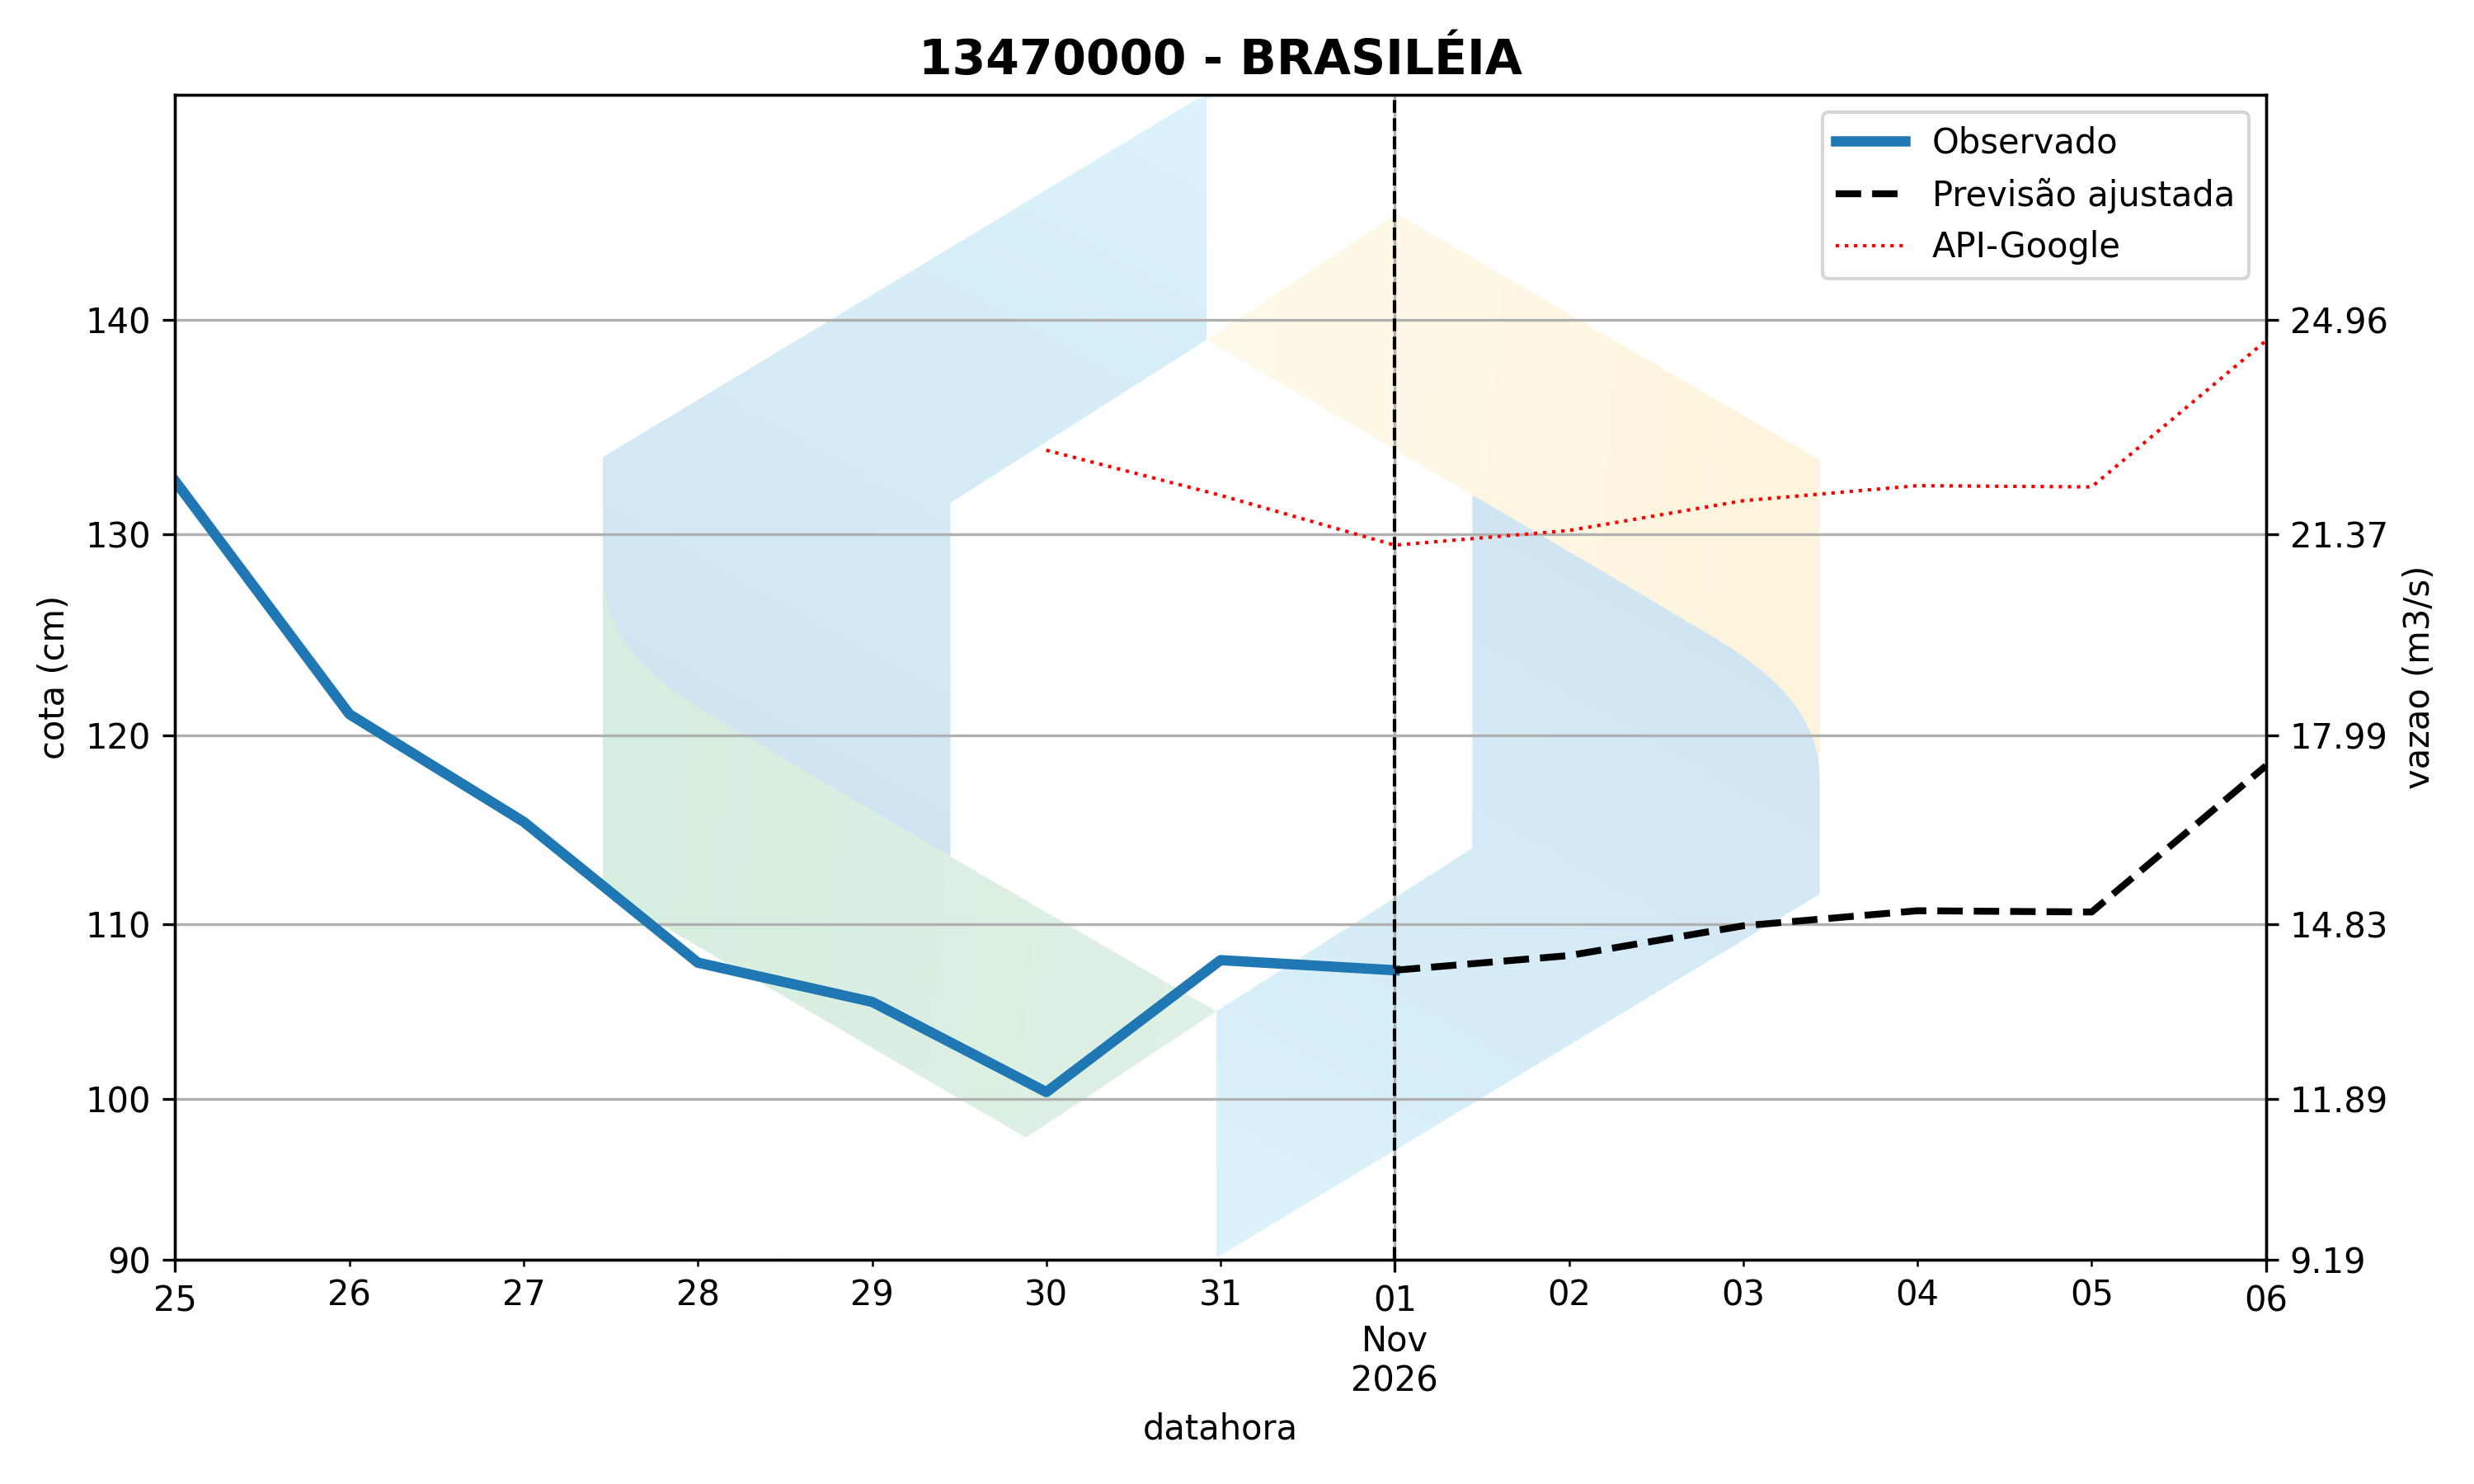 13470000 - BRASILÉIA
Observado
Previsão ajustada
API-Google
cota (cm)
140
130
120
110
100
90
24.96
21.37
17.99
14.83
11.89
9.19
vazao (m3/s)
25 26 27 28 29 30 31 01 02 03 04 05 06
Nov
2026
datahora